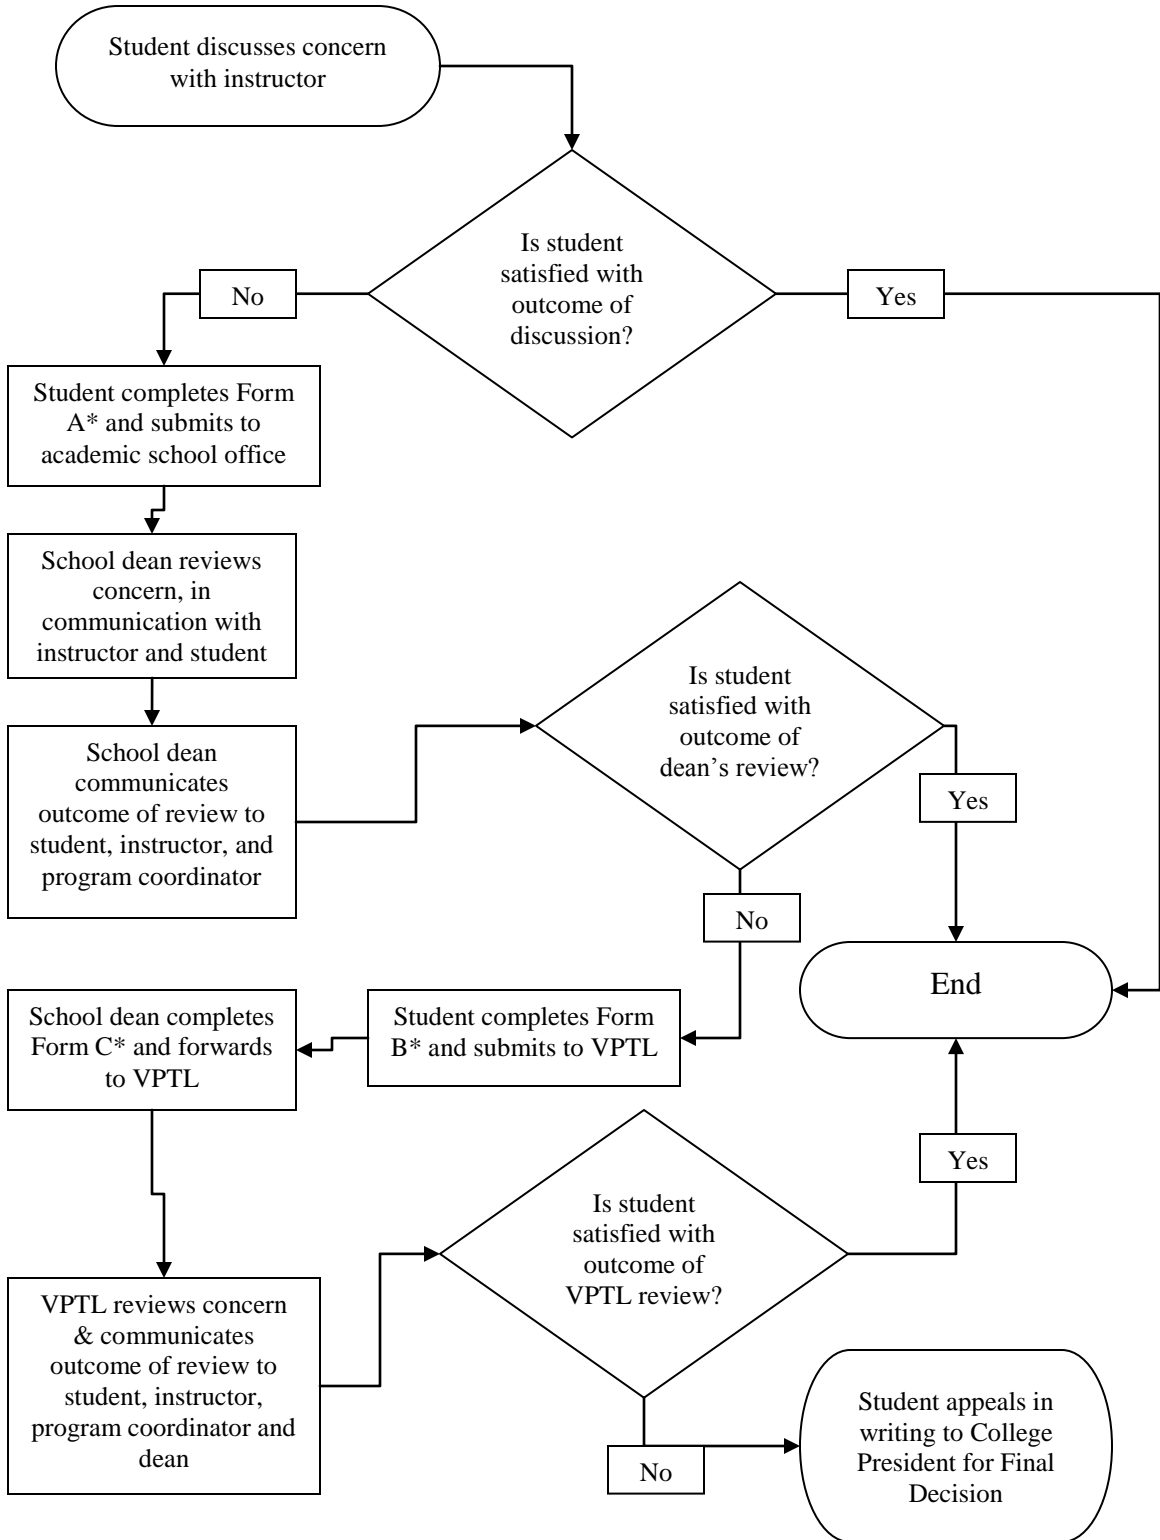 Student discusses concern
with instructor
Is student
satisfied with
outcome of
discussion?
No
Yes
Student completes Form
A* and submits to
academic school office
School dean reviews
concern, in
communication with
instructor and student
School dean
communicates
outcome of review to
student, instructor, and
program coordinator
Is student
satisfied with
outcome of
dean’s review?
Yes
No
End
Student completes Form
B* and submits to VPTL
School dean completes
Form C* and forwards
to VPTL
VPTL reviews concern
& communicates
outcome of review to
student, instructor,
program coordinator and
dean
Is student
satisfied with
outcome of
VPTL review?
Yes
No
Student appeals in
writing to College
President for Final
Decision